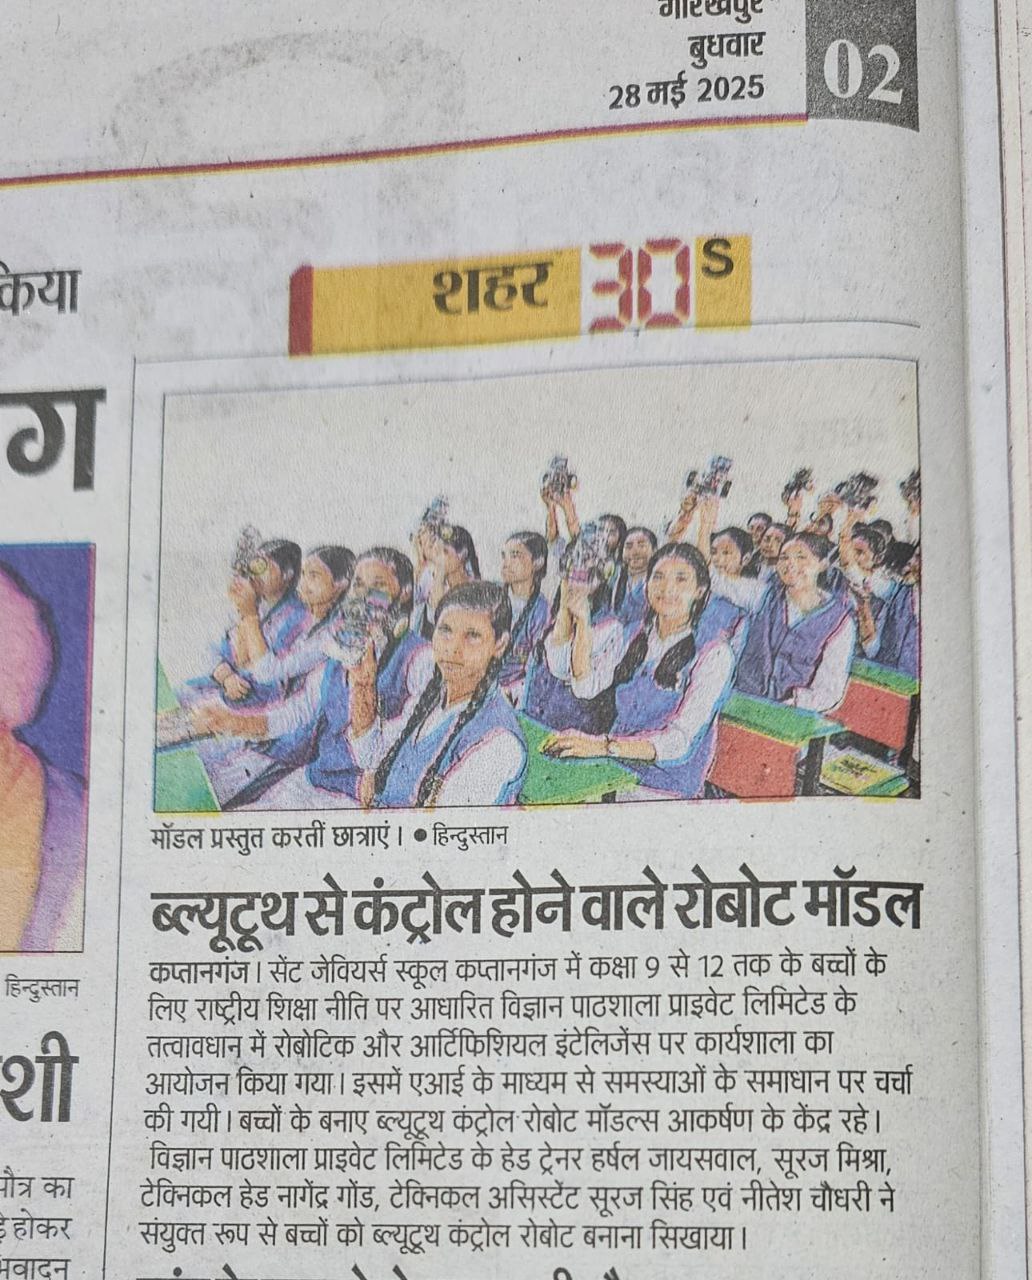 गोरखपुर
बुधवार
28 मई 2025
02
किया
शहर 30 S
ग
मॉडल प्रस्तुत करतीं छात्राएं। ● हिन्दुस्तान
ब्ल्यूटूथ से कंट्रोल होने वाले रोबोट मॉडल
कप्तानगंज। सेंट जेवियर्स स्कूल कप्तानगंज में कक्षा 9 से 12 तक के बच्चों के
लिए राष्ट्रीय शिक्षा नीति पर आधारित विज्ञान पाठशाला प्राइवेट लिमिटेड के
तत्वावधान में रोबोटिक और आर्टिफिशियल इंटेलिजेंस पर कार्यशाला का
आयोजन किया गया। इसमें एआई के माध्यम से समस्याओं के समाधान पर चर्चा
की गयी। बच्चों के बनाए ब्ल्यूटूथ कंट्रोल रोबोट मॉडल्स आकर्षण के केंद्र रहे।
विज्ञान पाठशाला प्राइवेट लिमिटेड के हेड ट्रेनर हर्षल जायसवाल, सूरज मिश्रा,
टेक्निकल हेड नागेंद्र गोंड, टेक्निकल असिस्टेंट सूरज सिंह एवं नीतेश चौधरी ने
संयुक्त रूप से बच्चों को ब्ल्यूटूथ कंट्रोल रोबोट बनाना सिखाया।
हिन्दुस्तान
शी
पौत्र का
होकर